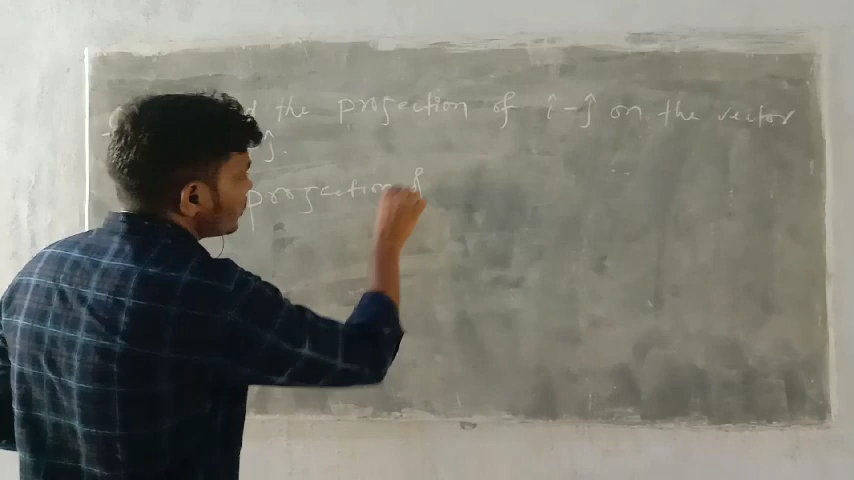 the projection of î - ĵ on the vector
ĵ.
projection of